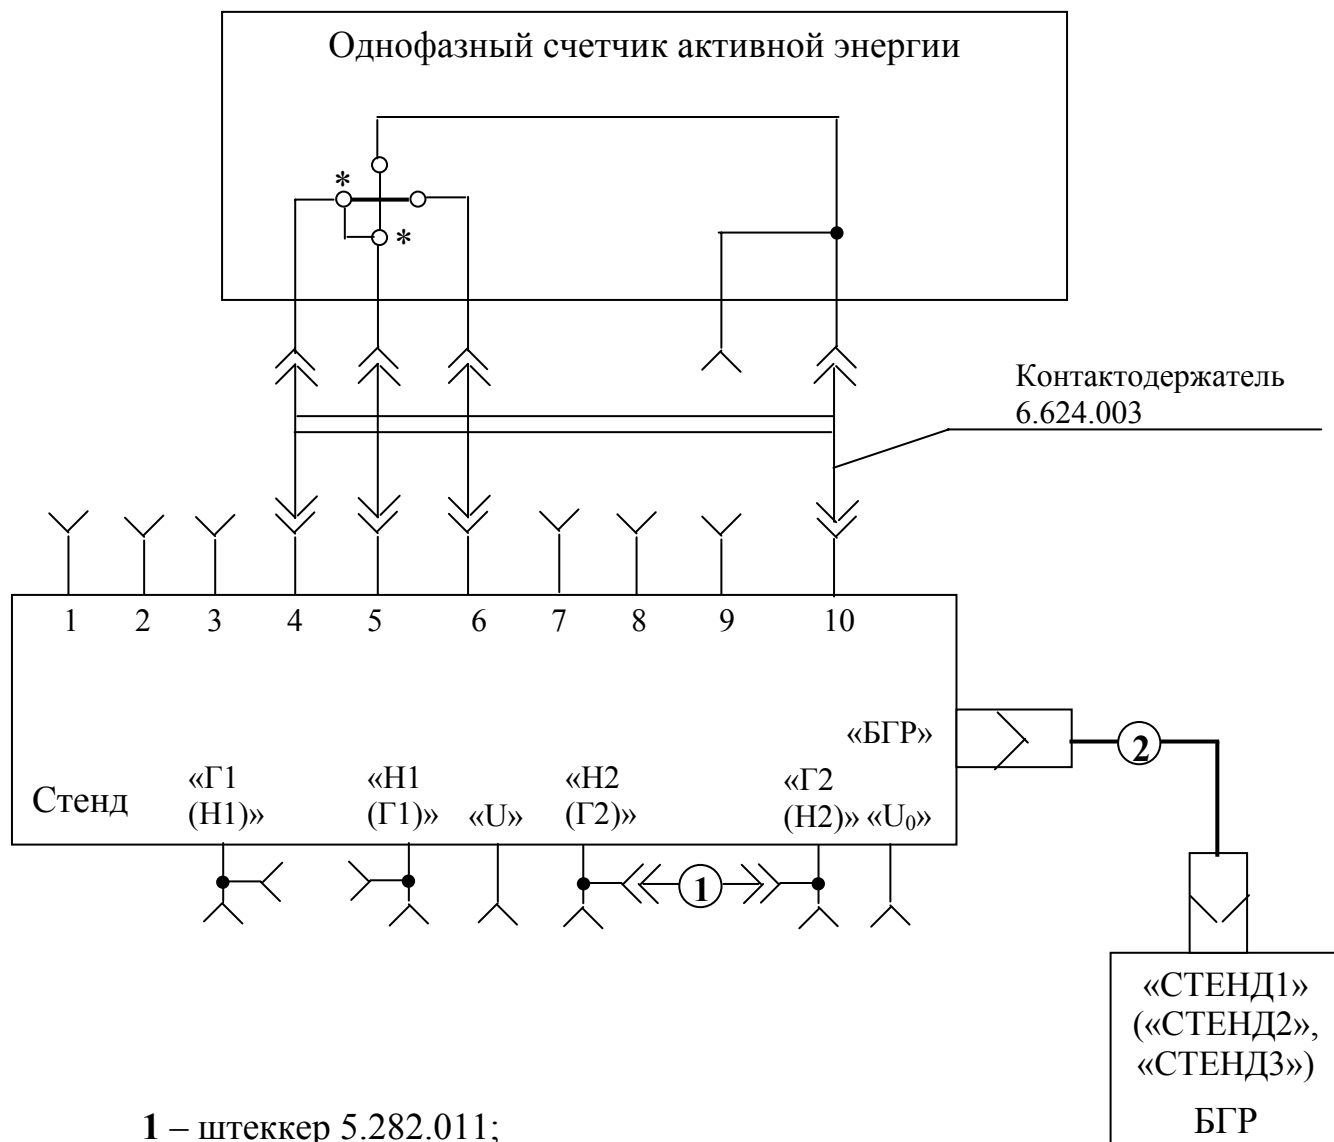 Однофазный счетчик активной энергии
*
*
Контактодержатель
6.624.003
1 2 3 4 5 6 7 8 9 10
«БГР»
2
Стенд
«Г1
(Н1)»
«Н1
(Г1)»
«U»
«Н2
(Г2)»
«Г2
(Н2)»
«U₀»
1
«СТЕНД1»
(«СТЕНД2»,
«СТЕНД3»)
БГР
1 – штеккер 5.282.011;